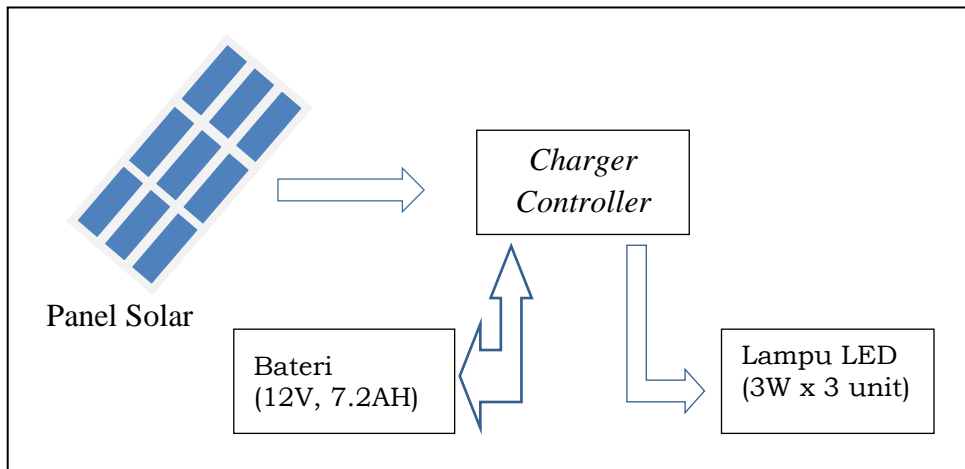 Charger
Controller
Panel Solar
Bateri
(12V, 7.2AH)
Lampu LED
(3W x 3 unit)